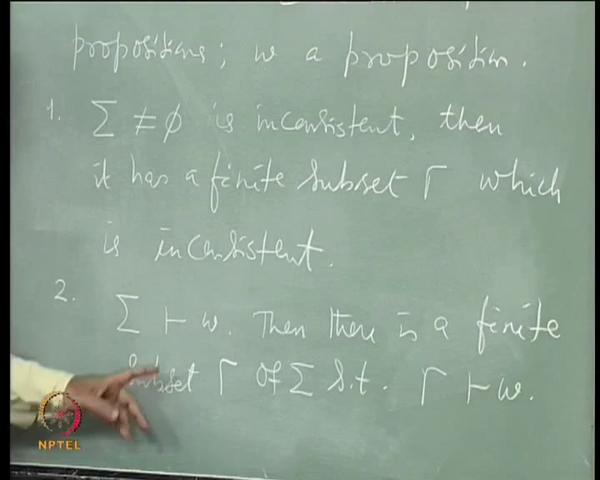 propositions; w a proposition.
1. Σ ≠ ϕ is inconsistent, then
it has a finite subset Γ which
is inconsistent.
2. Σ ⊢ w. Then there is a finite
subset Γ of Σ s.t. Γ ⊢ w.
NPTEL